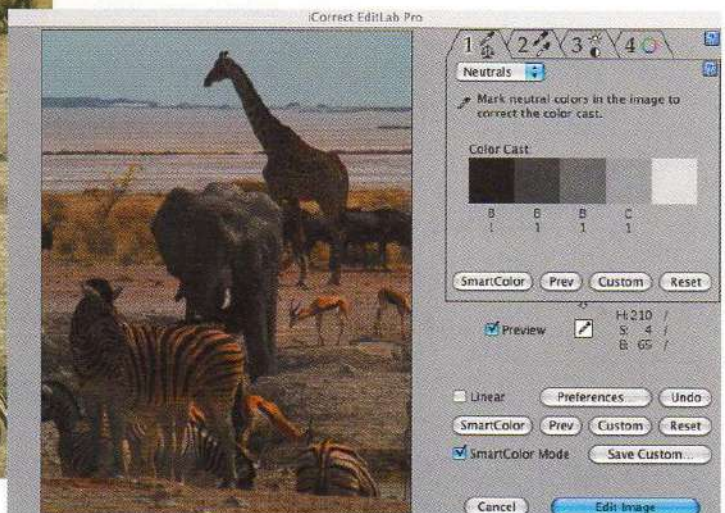 iCorrect EditLab Pro
1 2 3 4
Neutrals
Mark neutral colors in the image to
correct the color cast.
Color Cast:
B B B C
1 1 1 1
SmartColor Prev Custom Reset
Preview
H: 210 /
S: 4 /
B: 65 /
Linear Preferences... Undo
SmartColor Prev Custom Reset
SmartColor Mode Save Custom...
Cancel Edit Image